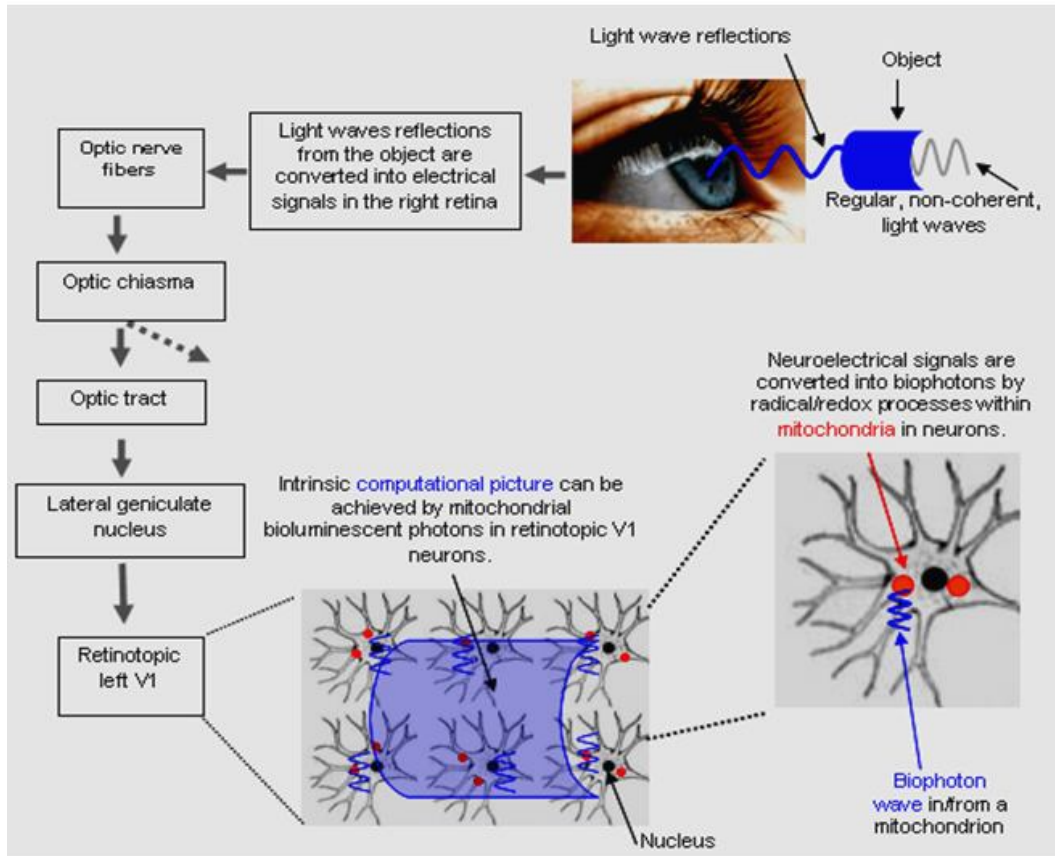 Light wave reflections
Object
Regular, non-coherent,
light waves
Light waves reflections
from the object are
converted into electrical
signals in the right retina
Optic nerve
fibers
Optic chiasma
Optic tract
Lateral geniculate
nucleus
Retinotopic
left V1
Intrinsic computational picture can be
achieved by mitochondrial
bioluminescent photons in retinotopic V1
neurons.
Nucleus
Neuroelectrical signals are
converted into biophotons by
radical/redox processes within
mitochondria in neurons.
Biophoton
wave in/from a
mitochondrion